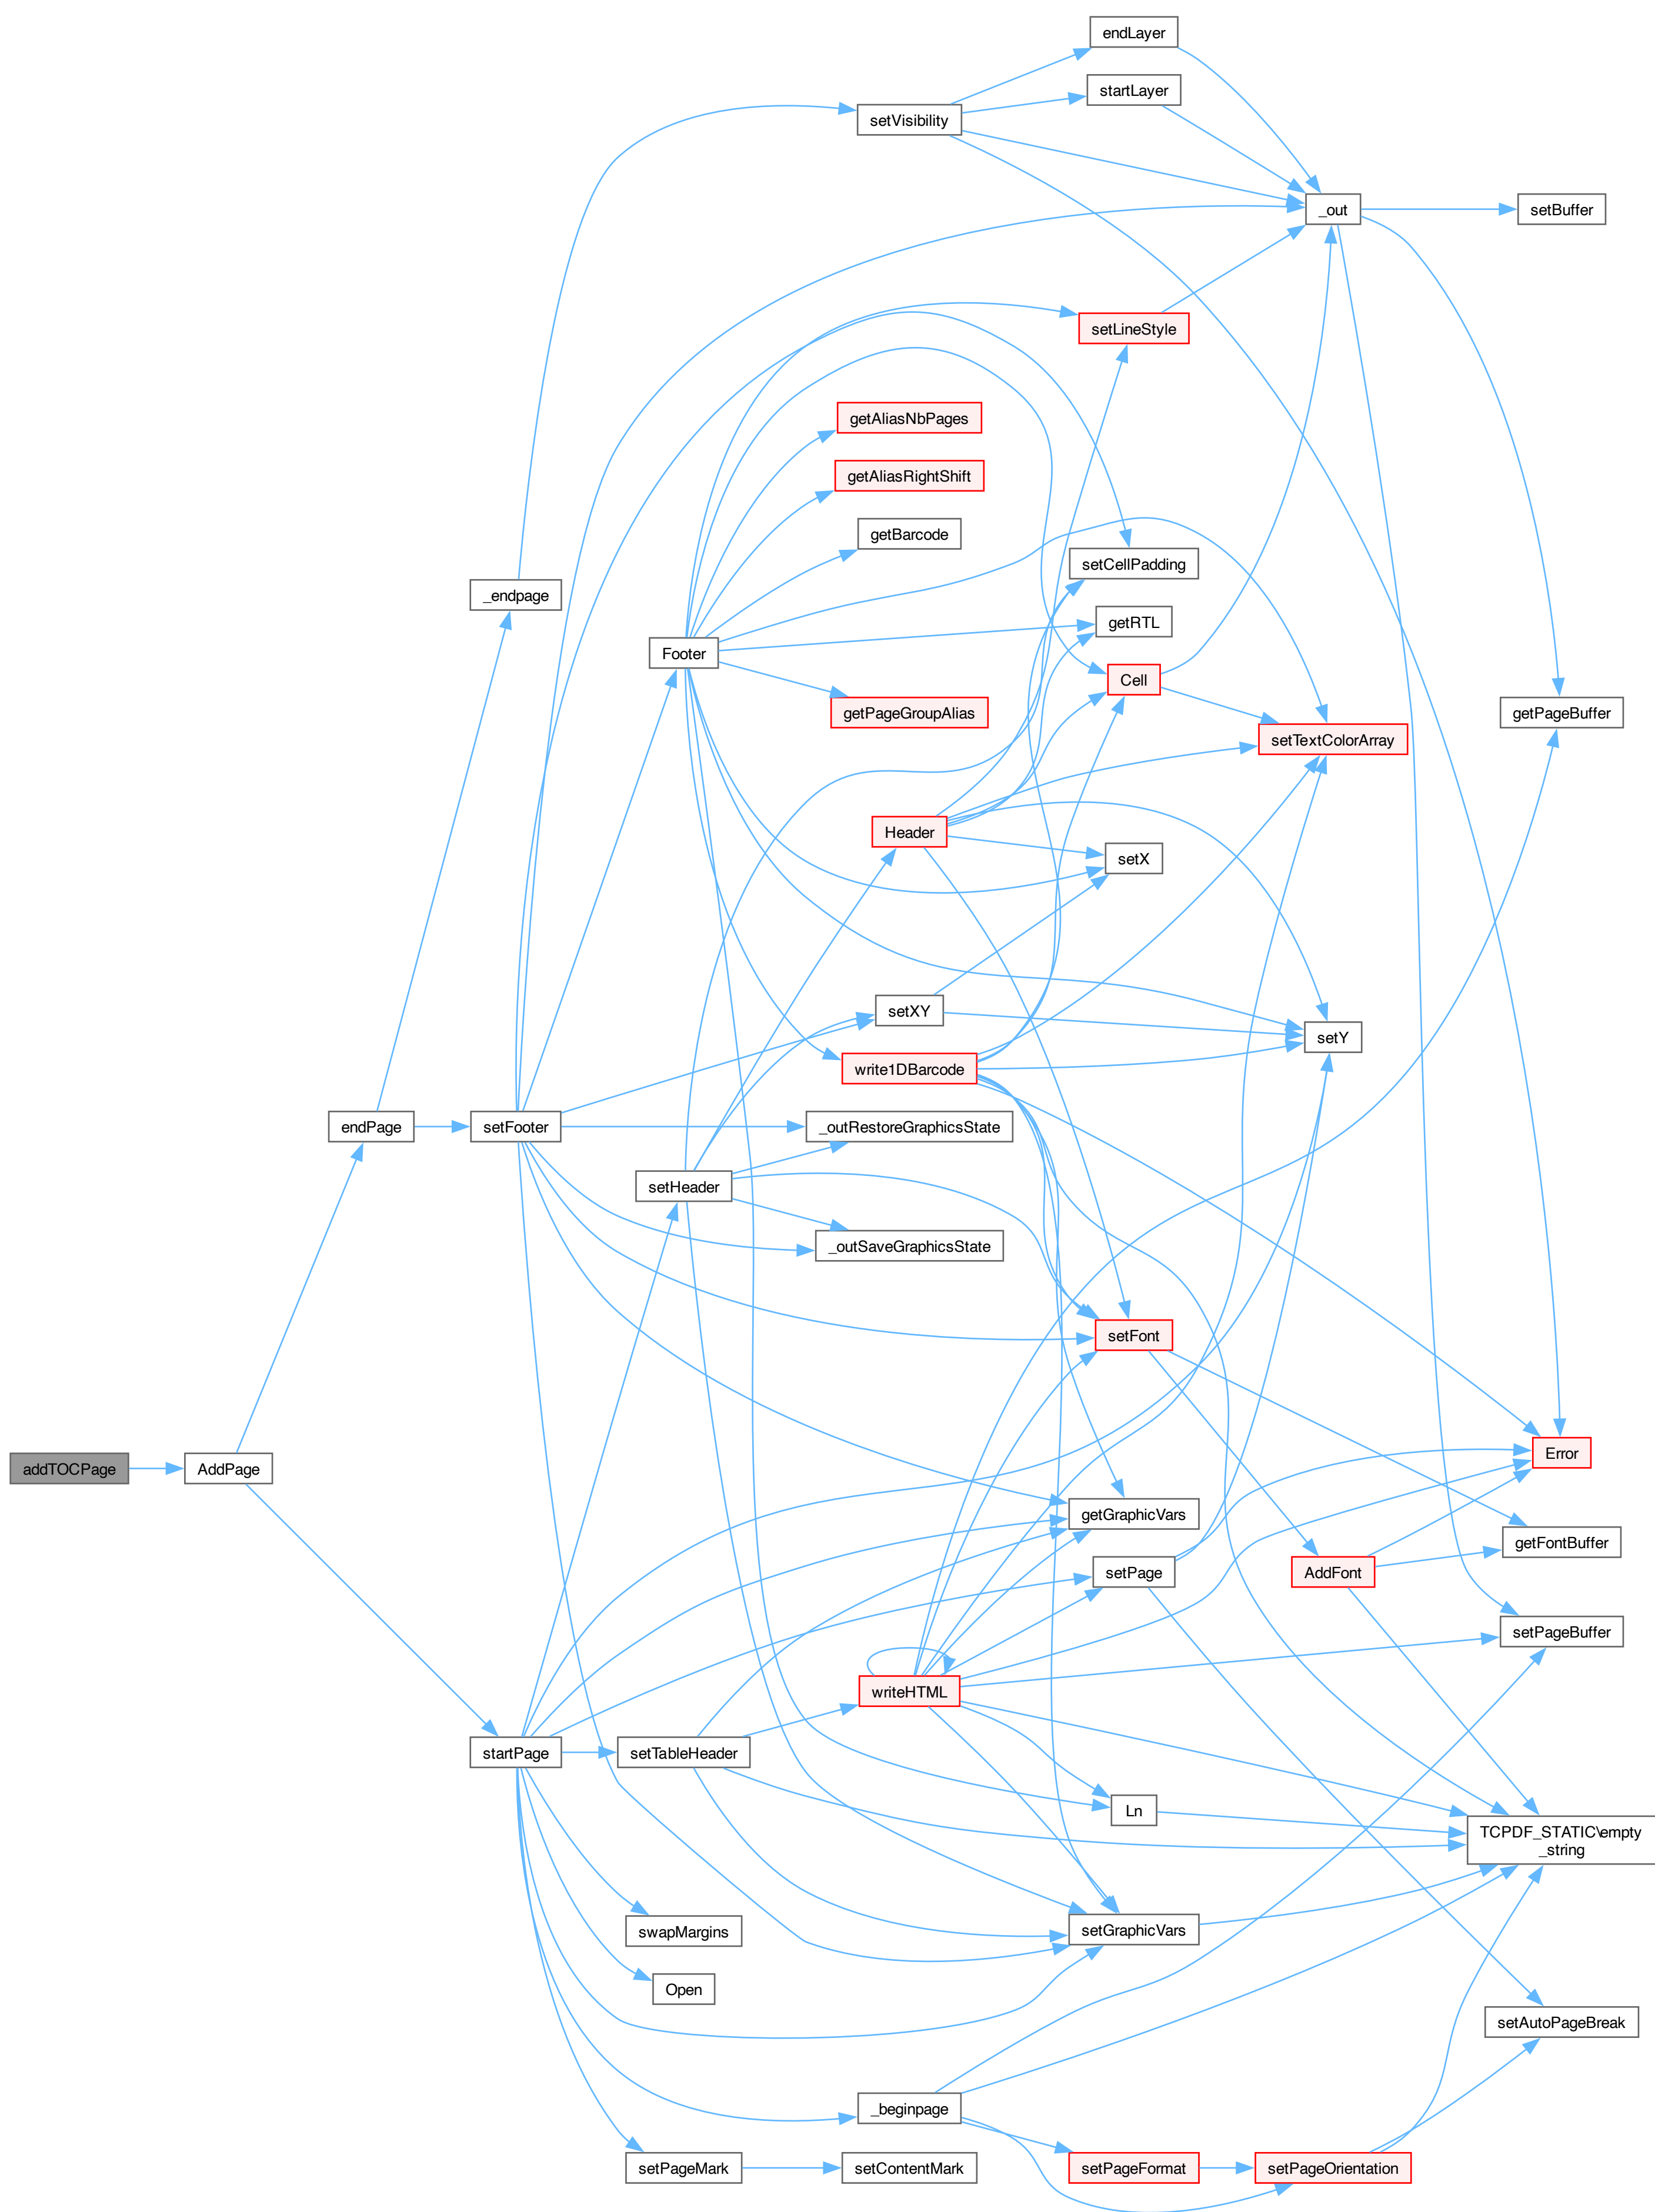 endLayer
startLayer
setVisibility
_out
setBuffer
setLineStyle
getAliasNbPages
getAliasRightShift
getBarcode
setCellPadding
_endpage
getRTL
Footer
Cell
getPageGroupAlias
getPageBuffer
setTextColorArray
Header
setX
setXY
setY
write1DBarcode
endPage
setFooter
_outRestoreGraphicsState
setHeader
_outSaveGraphicsState
setFont
Error
addTOCPage
AddPage
getGraphicVars
getFontBuffer
setPage
AddFont
setPageBuffer
writeHTML
startPage
setTableHeader
Ln
TCPDF_STATIC\empty
_string
swapMargins
setGraphicVars
Open
setAutoPageBreak
_beginpage
setPageMark
setContentMark
setPageFormat
setPageOrientation